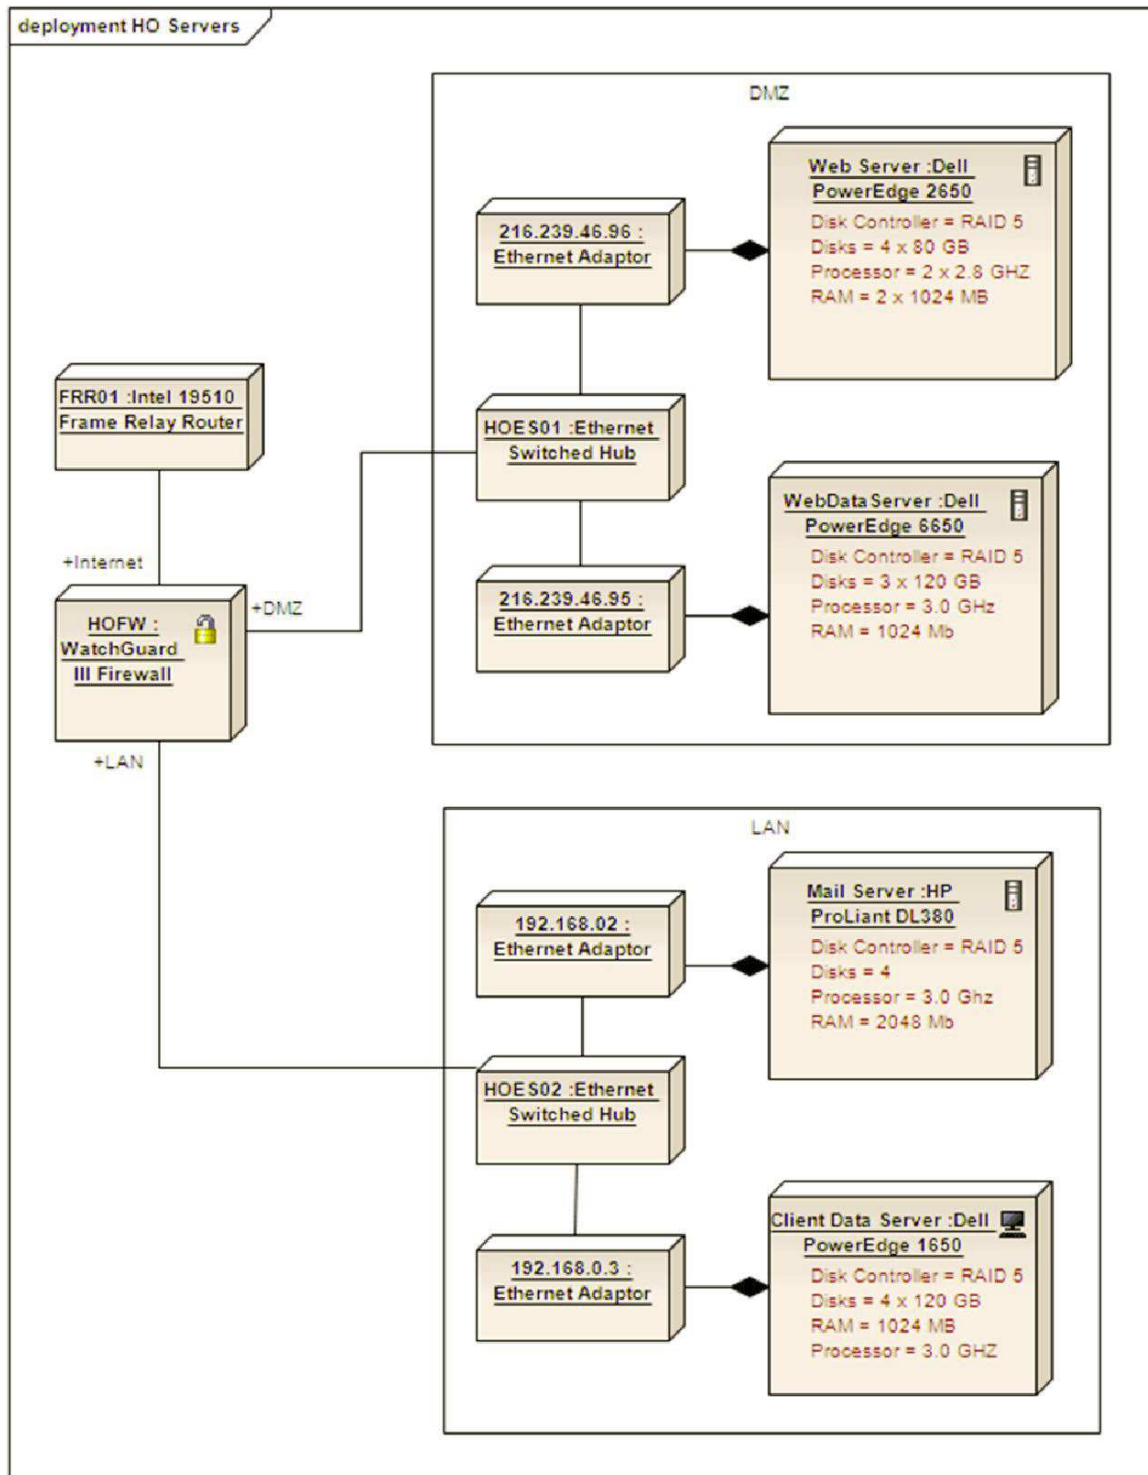 deployment HO Servers
DMZ
Web Server :Dell
PowerEdge 2650
Disk Controller = RAID 5
Disks = 4 x 80 GB
Processor = 2 x 2.8 GHZ
RAM = 2 x 1024 MB
216.239.46.96 :
Ethernet Adaptor
FRR01 :Intel 19510
Frame Relay Router
HOES01 :Ethernet
Switched Hub
WebDataServer :Dell
PowerEdge 6650
Disk Controller = RAID 5
Disks = 3 x 120 GB
Processor = 3.0 GHz
RAM = 1024 Mb
+Internet
216.239.46.95 :
Ethernet Adaptor
+DMZ
HOFW :
WatchGuard
III Firewall
+LAN
LAN
Mail Server :HP
ProLiant DL380
Disk Controller = RAID 5
Disks = 4
Processor = 3.0 Ghz
RAM = 2048 Mb
192.168.02 :
Ethernet Adaptor
HOES02 :Ethernet
Switched Hub
Client Data Server :Dell
PowerEdge 1650
Disk Controller = RAID 5
Disks = 4 x 120 GB
RAM = 1024 MB
Processor = 3.0 GHZ
192.168.0.3 :
Ethernet Adaptor